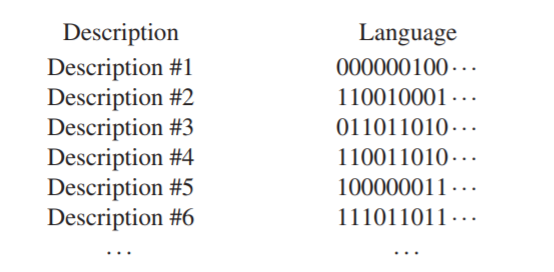 Description Language
Description #1 000000100···
Description #2 110010001···
Description #3 011011010···
Description #4 110011010···
Description #5 100000011···
Description #6 111011011···
··· ···